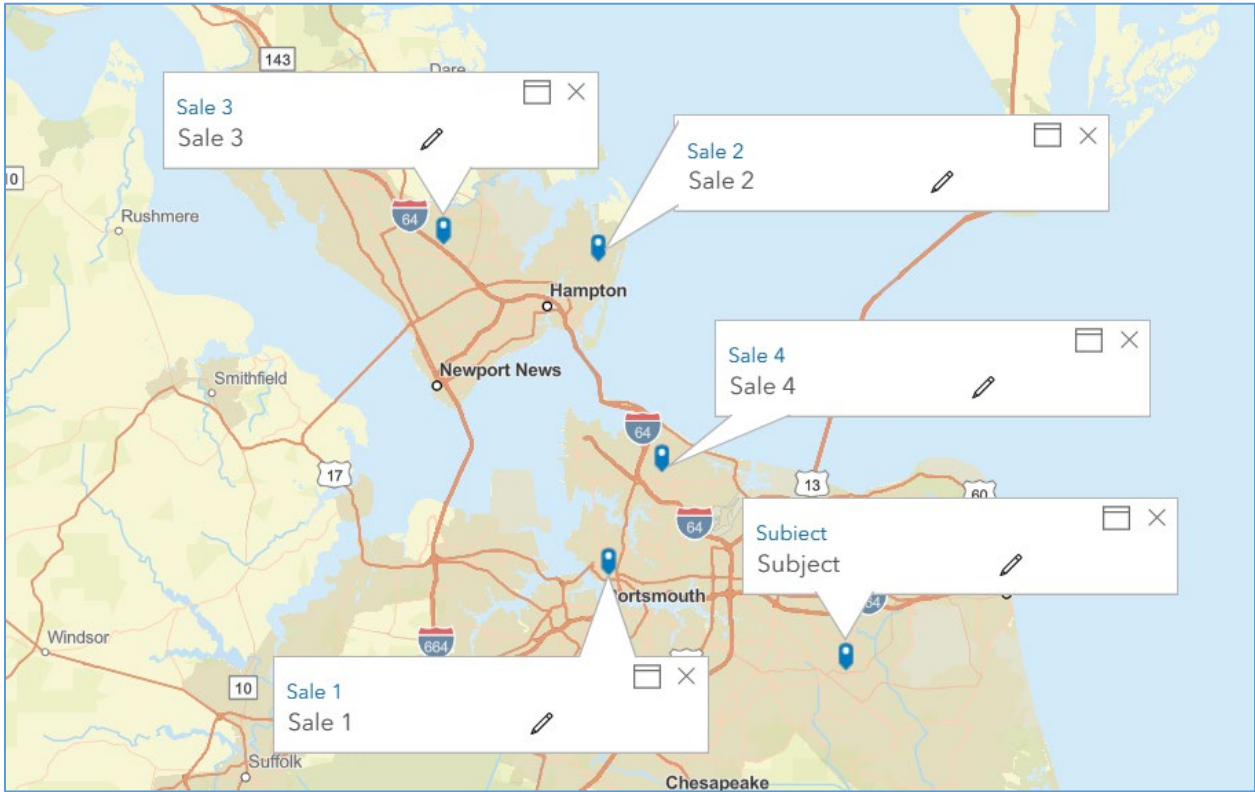 143
Dare
Sale 3
Sale 3
Sale 2
Sale 2
10
64
Rushmere
Hampton
Sale 4
Sale 4
Newport News
Smithfield
64
17
13
60
64
Subiect
Subject
64
Portsmouth
Windsor
664
10
Sale 1
Sale 1
Suffolk
Chesapeake